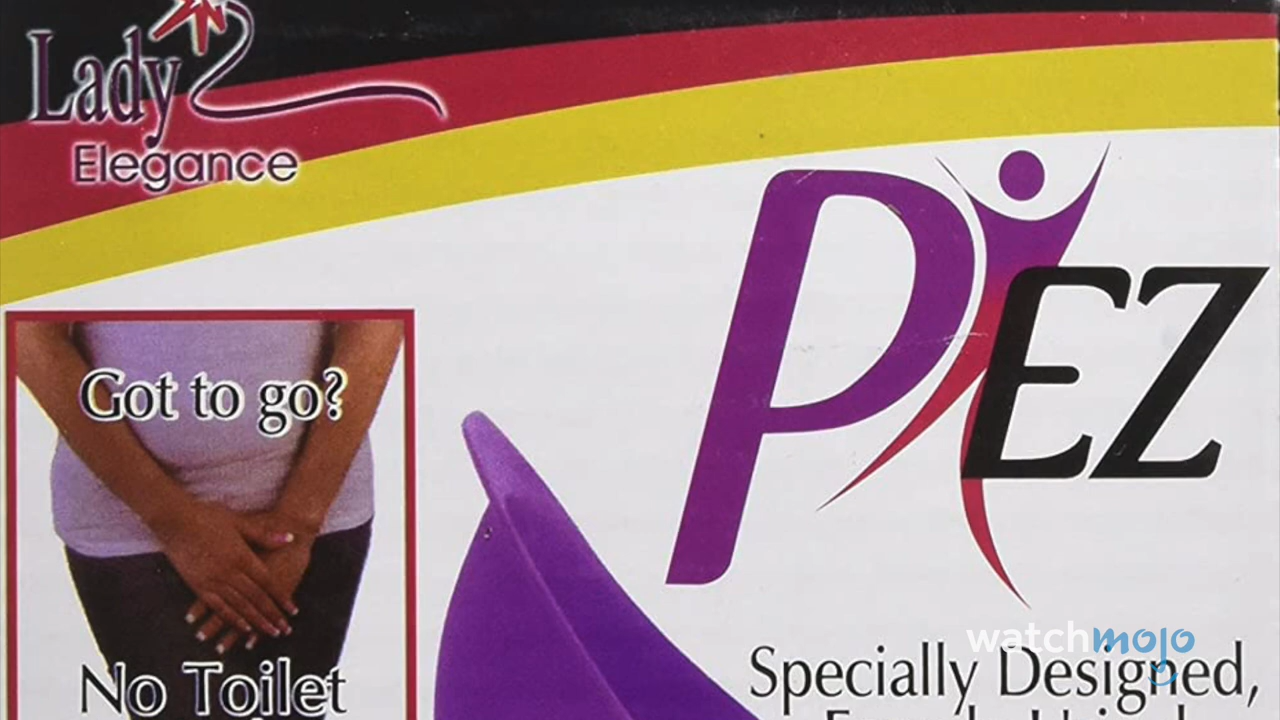 Lady
Elegance
PEZ
Got to go?
No Toilet
Specially Designed,
watchmojo